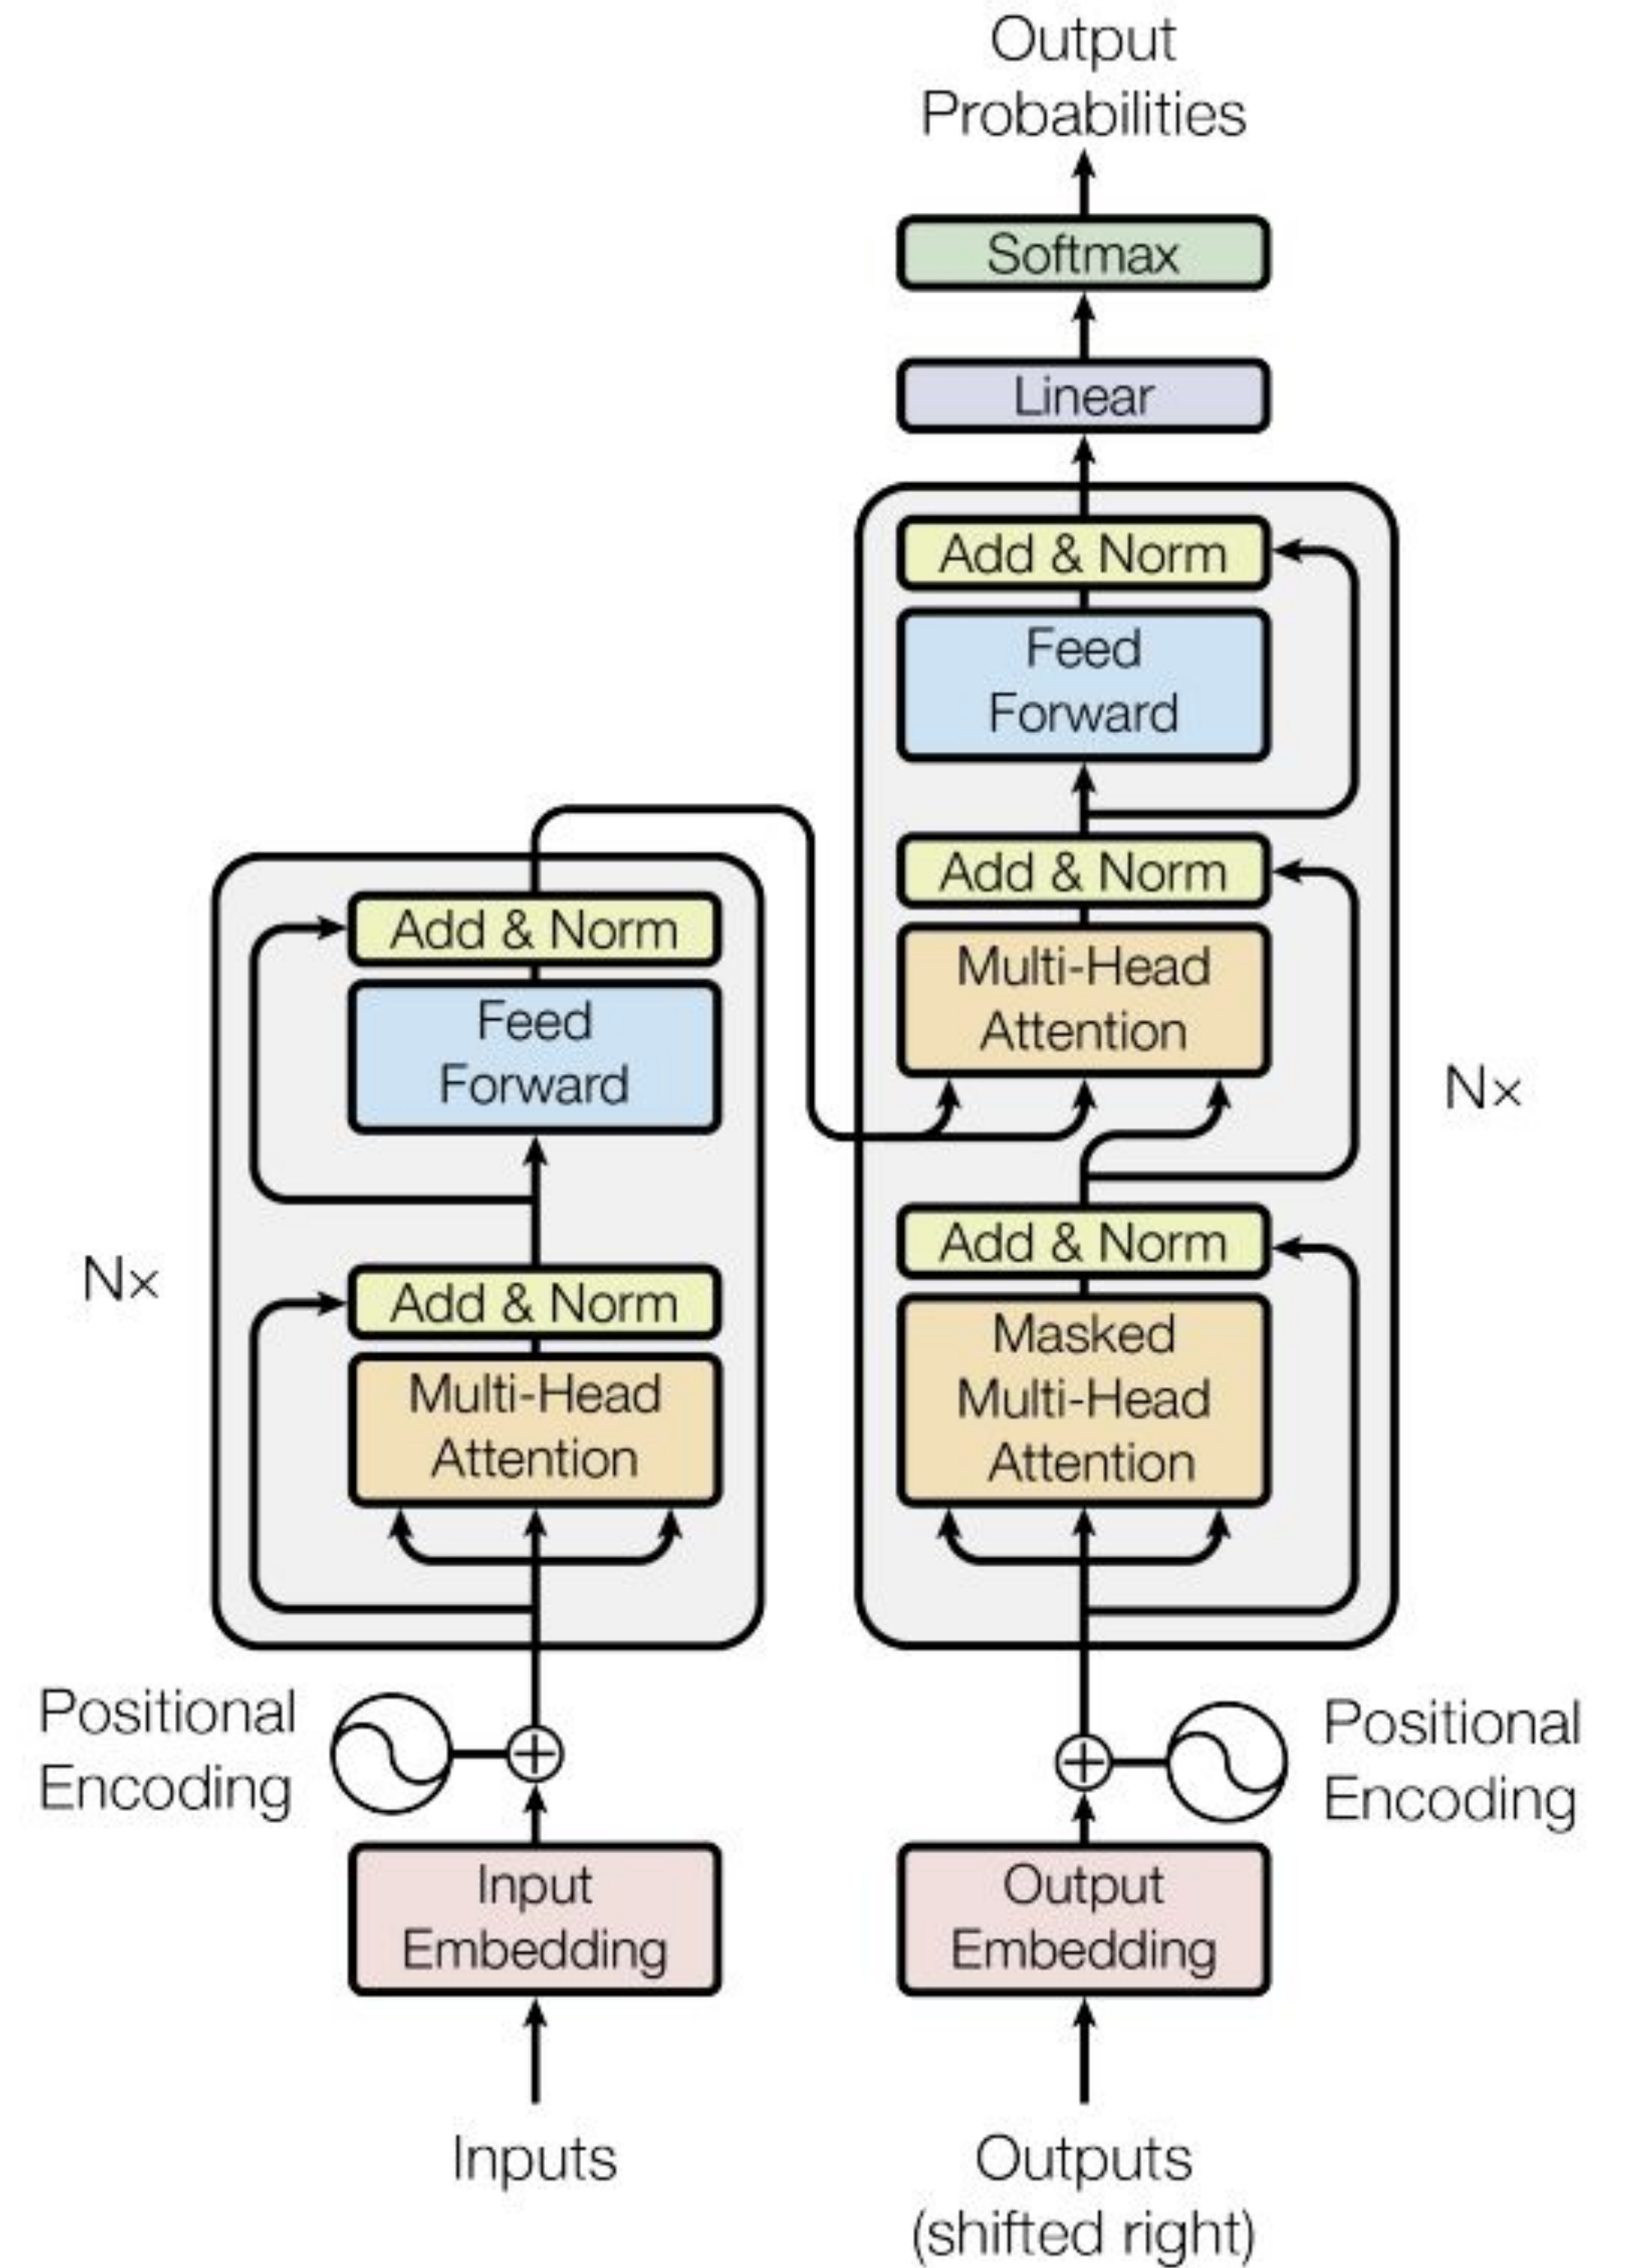 Output
Probabilities
Softmax
Linear
Add & Norm
Feed
Forward
Add & Norm
Multi-Head
Attention
Add & Norm
Masked
Multi-Head
Attention
Nx
Add & Norm
Feed
Forward
Add & Norm
Multi-Head
Attention
Nx
Positional
Encoding
Positional
Encoding
Input
Embedding
Output
Embedding
Inputs
Outputs
(shifted right)